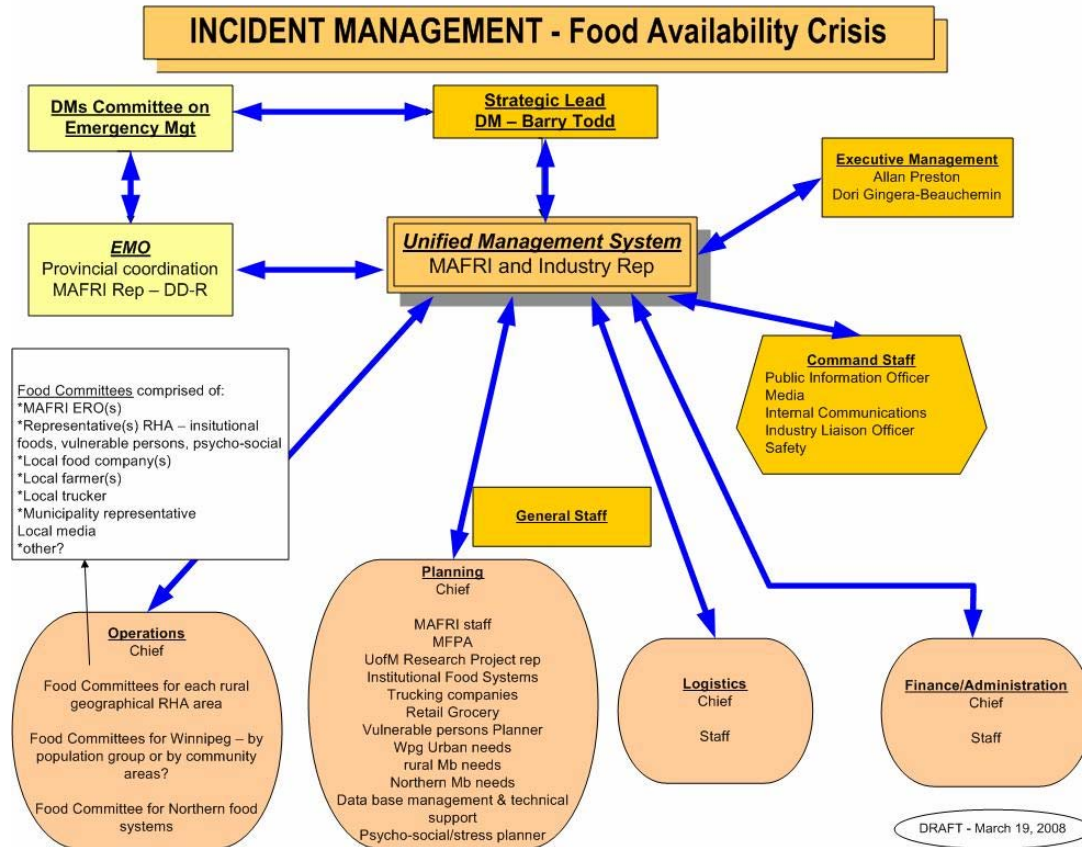 INCIDENT MANAGEMENT - Food Availability Crisis
DMs Committee on
Emergency Mgt
Strategic Lead
DM – Barry Todd
Executive Management
Allan Preston
Dori Gingera-Beauchemin
EMO
Provincial coordination
MAFRI Rep – DD-R
Unified Management System
MAFRI and Industry Rep
Command Staff
Public Information Officer
Media
Internal Communications
Industry Liaison Officer
Safety
Food Committees comprised of:
*MAFRI ERO(s)
*Representative(s) RHA – insitutional
foods, vulnerable persons, psycho-social
*Local food company(s)
*Local farmer(s)
*Local trucker
*Municipality representative
Local media
*other?
General Staff
Operations
Chief
Food Committees for each rural
geographical RHA area
Food Committees for Winnipeg – by
population group or by community
areas?
Food Committee for Northern food
systems
Planning
Chief
MAFRI staff
MFPA
UofM Research Project rep
Institutional Food Systems
Trucking companies
Retail Grocery
Vulnerable persons Planner
Wpg Urban needs
rural Mb needs
Northern Mb needs
Data base management & technical
support
Psycho-social/stress planner
Logistics
Chief
Staff
Finance/Administration
Chief
Staff
DRAFT - March 19, 2008